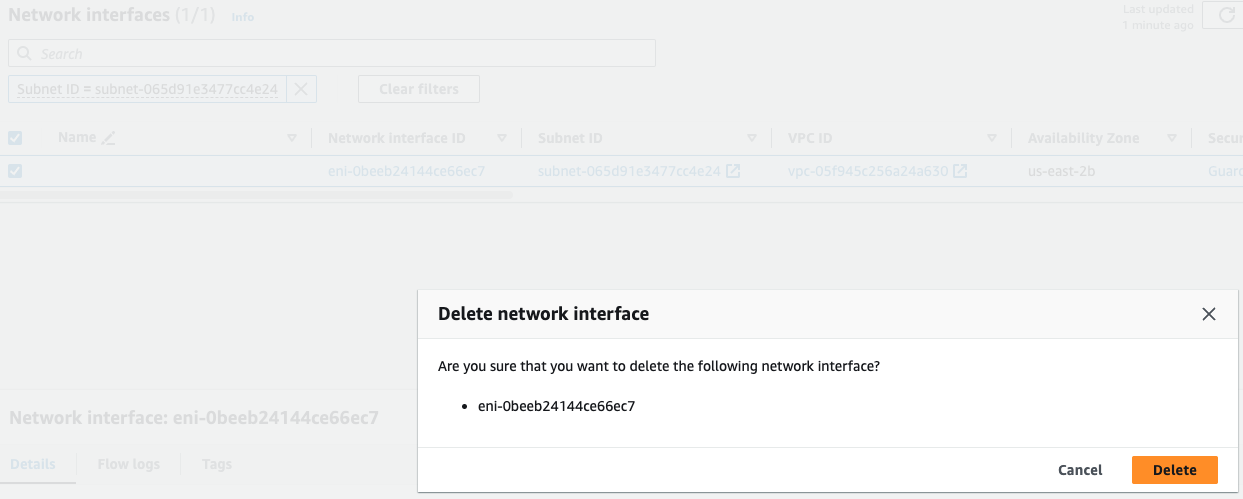 Network interfaces (1/1) Info
Last updated
1 minute ago
Search
Subnet ID = subnet-065d91e3477cc4e24
Clear filters
Name Network interface ID Subnet ID VPC ID Availability Zone Secur
eni-0beeb24144ce66ec7 subnet-065d91e3477cc4e24 vpc-05f945c256a24a630 us-east-2b Guard
Delete network interface
Are you sure that you want to delete the following network interface?
• eni-0beeb24144ce66ec7
Network interface: eni-0beeb24144ce66ec7
Details Flow logs Tags
Cancel Delete